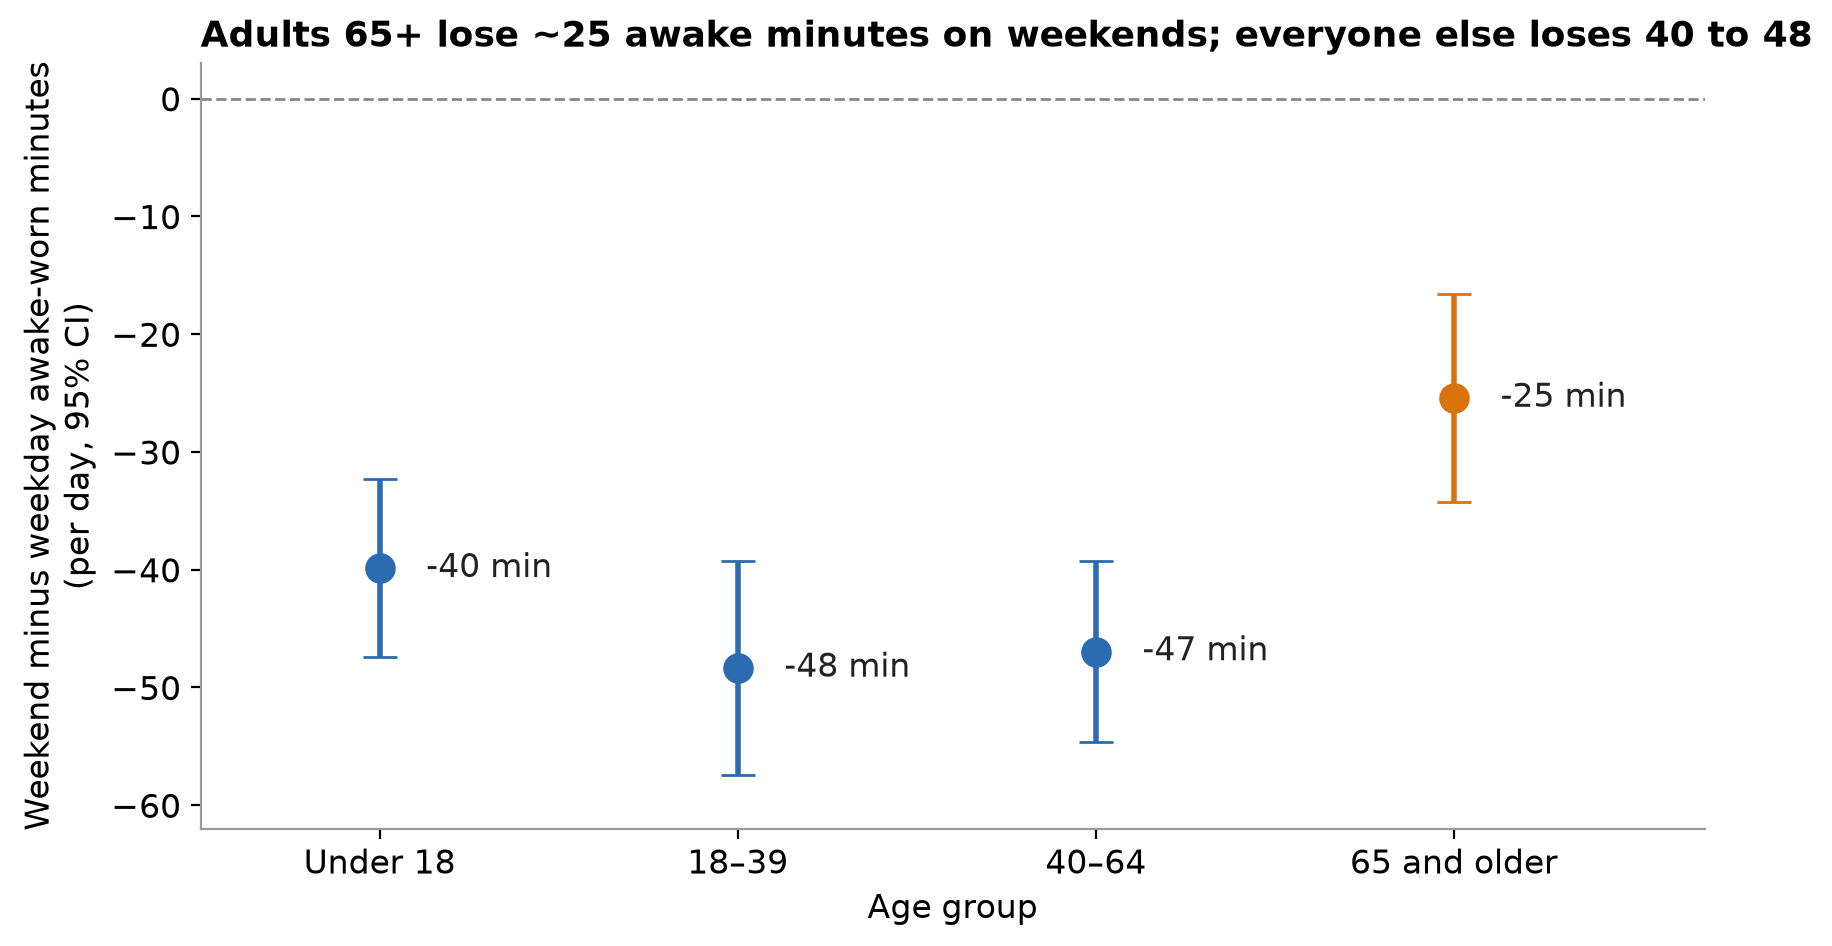 Adults 65+ lose ~25 awake minutes on weekends; everyone else loses 40 to 48
Weekend minus weekday awake-worn minutes
(per day, 95% CI)
0
−10
−20
−30
−40
−50
−60
-40 min
-48 min
-47 min
-25 min
Under 18
18–39
40–64
65 and older
Age group